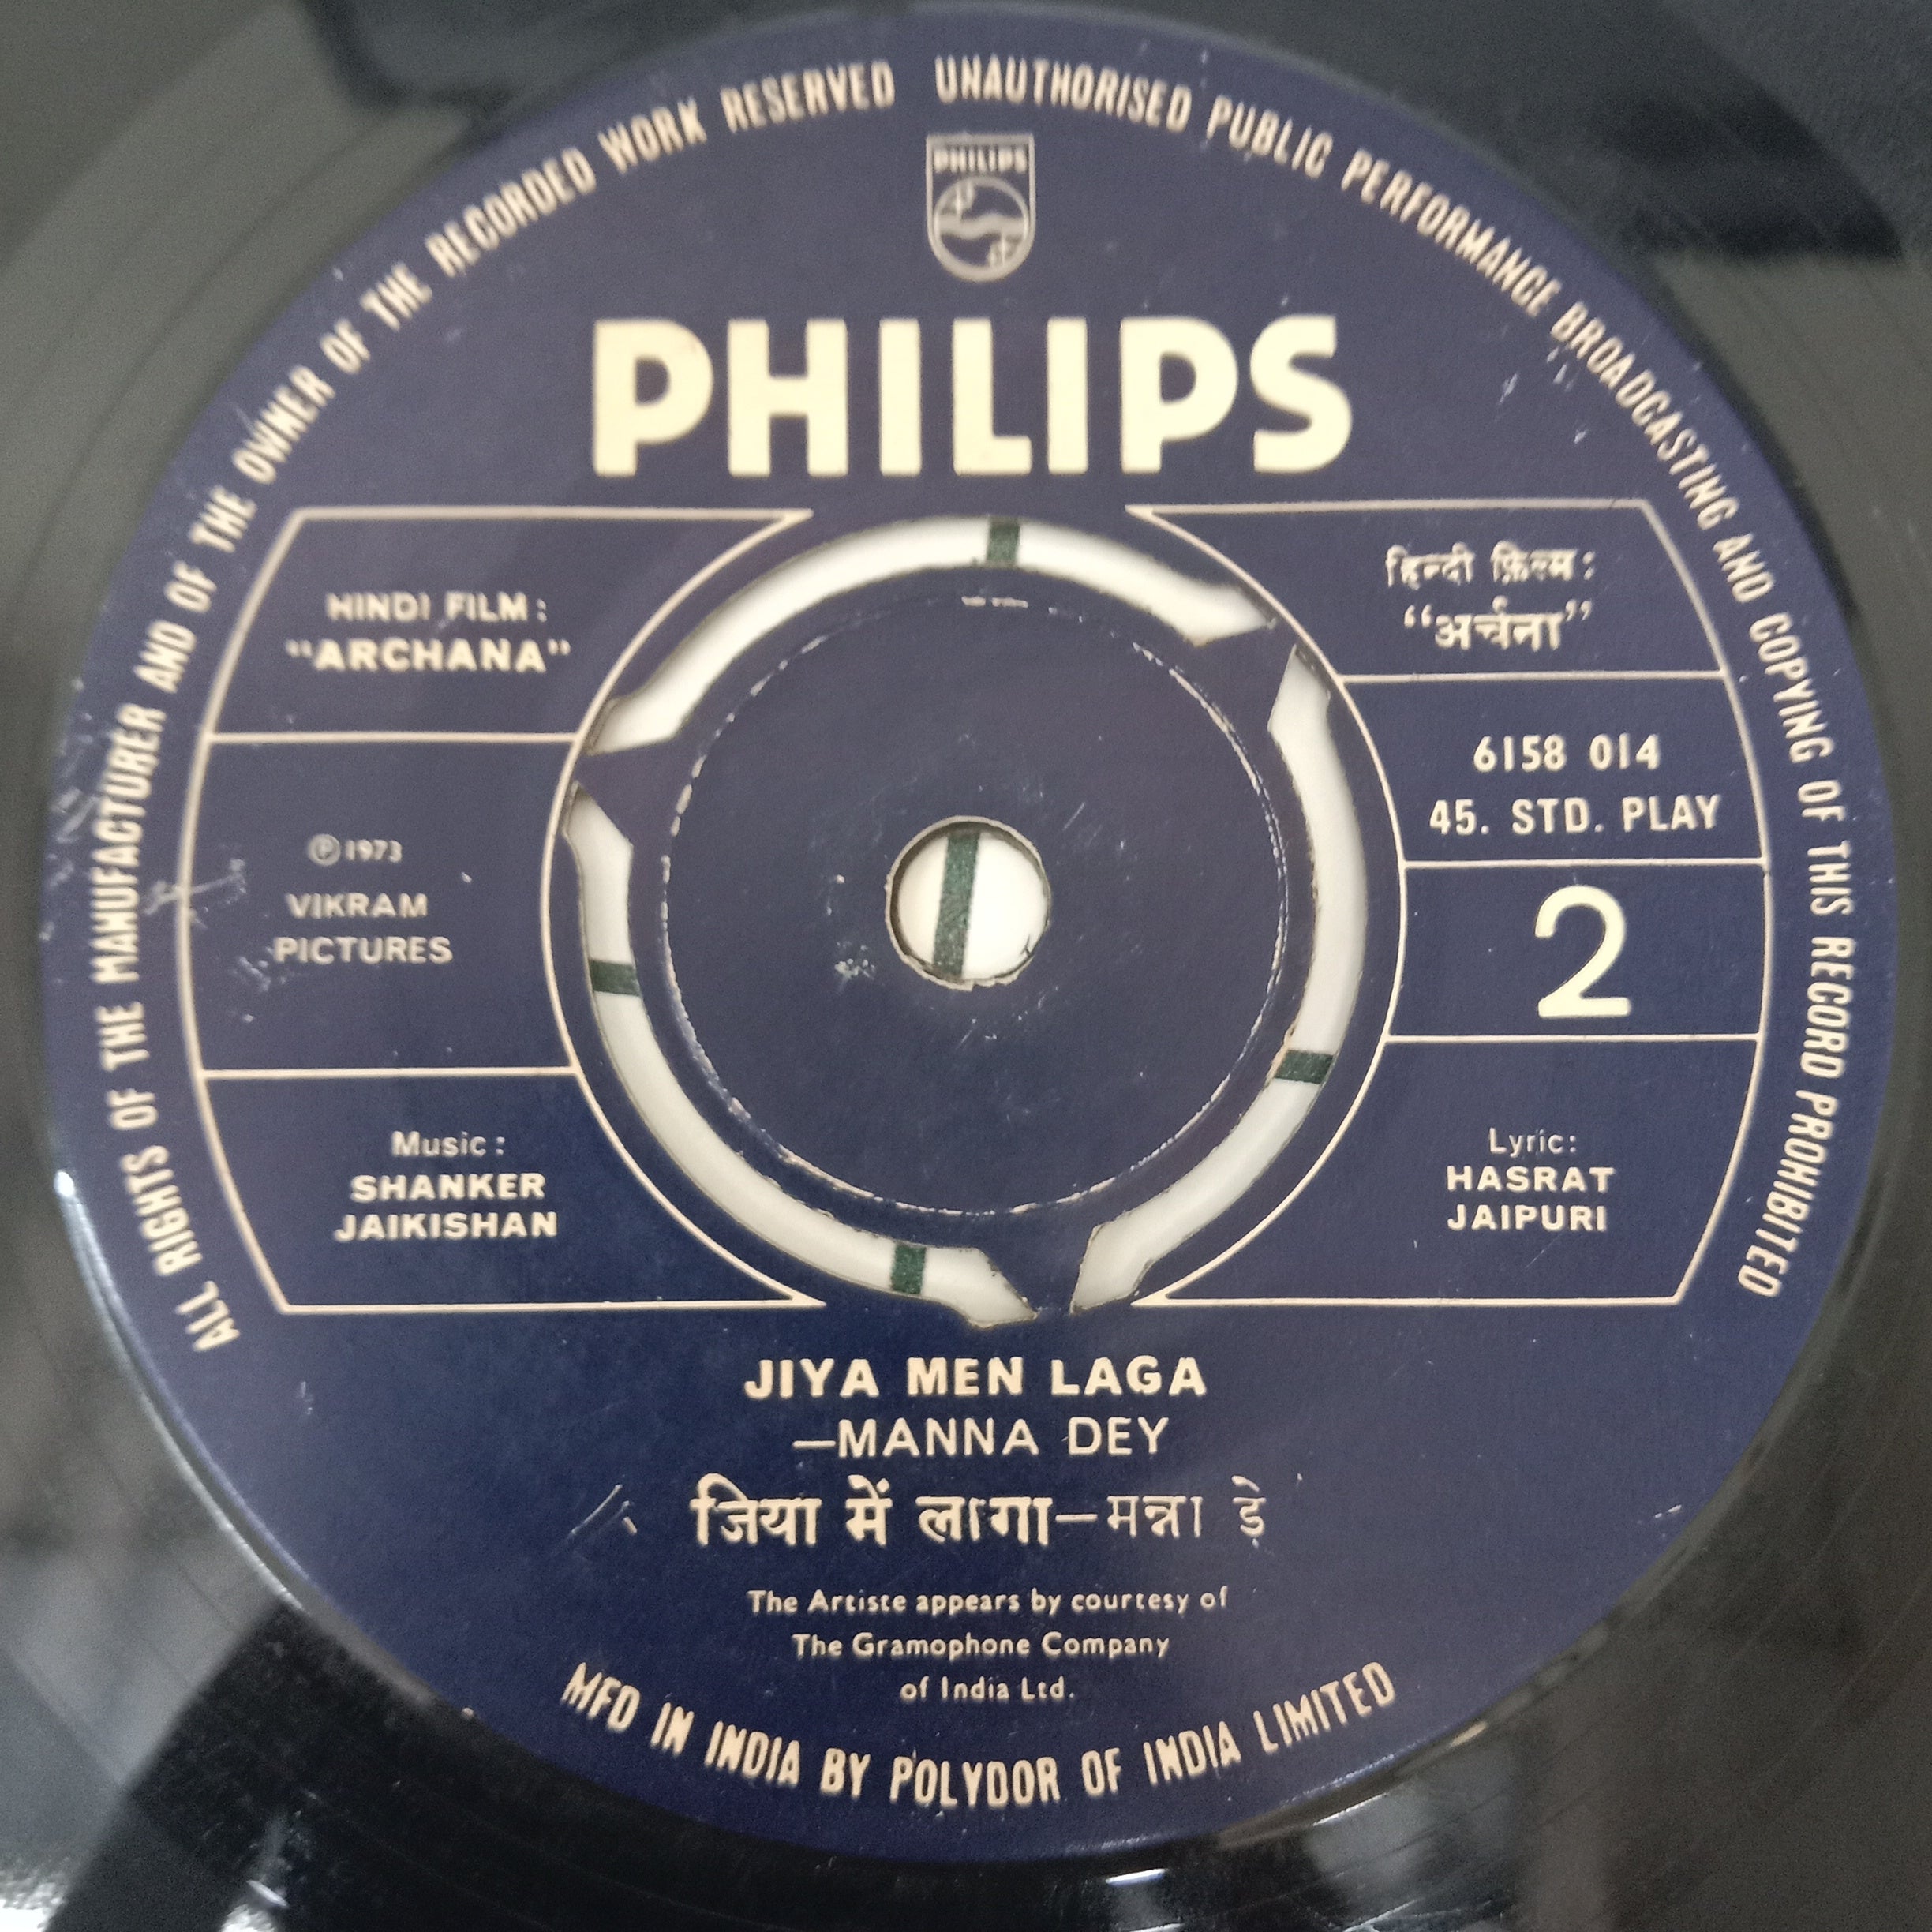 ALL RIGHTS OF THE MANUFACTURER AND OF THE OWNER OF THE RECORDED WORK RESERVED UNAUTHORISED PUBLIC PERFORMANCE BROADCASTING AND COPYING OF THIS RECORD PROHIBITED
PHILIPS
PHILIPS
HINDI FILM:
"ARCHANA"
Ⓟ 1973
VIKRAM
PICTURES
Music:
SHANKER
JAIKISHAN
हिन्दी फ़िल्म:
“अर्चना”
6158 014
45. STD. PLAY
2
Lyric:
HASRAT
JAIPURI
JIYA MEN LAGA
—MANNA DEY
जिया में लागा—मन्ना डे़
The Artiste appears by courtesy of
The Gramophone Company
of India Ltd.
MFD IN INDIA BY POLYDOR OF INDIA LIMITED